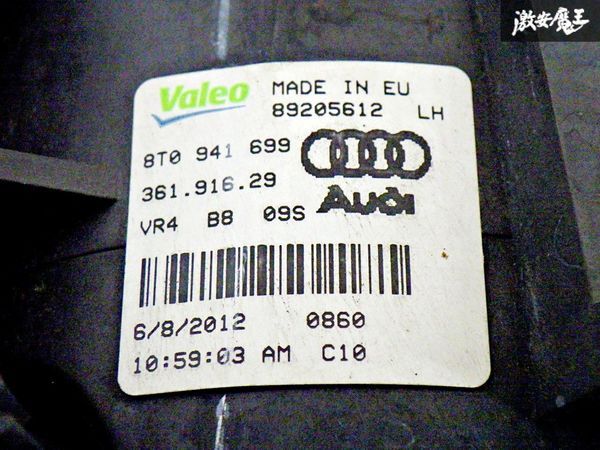 激安魔王
Valeo MADE IN EU
89205612 LH
8T0 941 699
361.916.29 Audi
VR4 B8 09S
6/8/2012 0860
10:59:03 AM C10